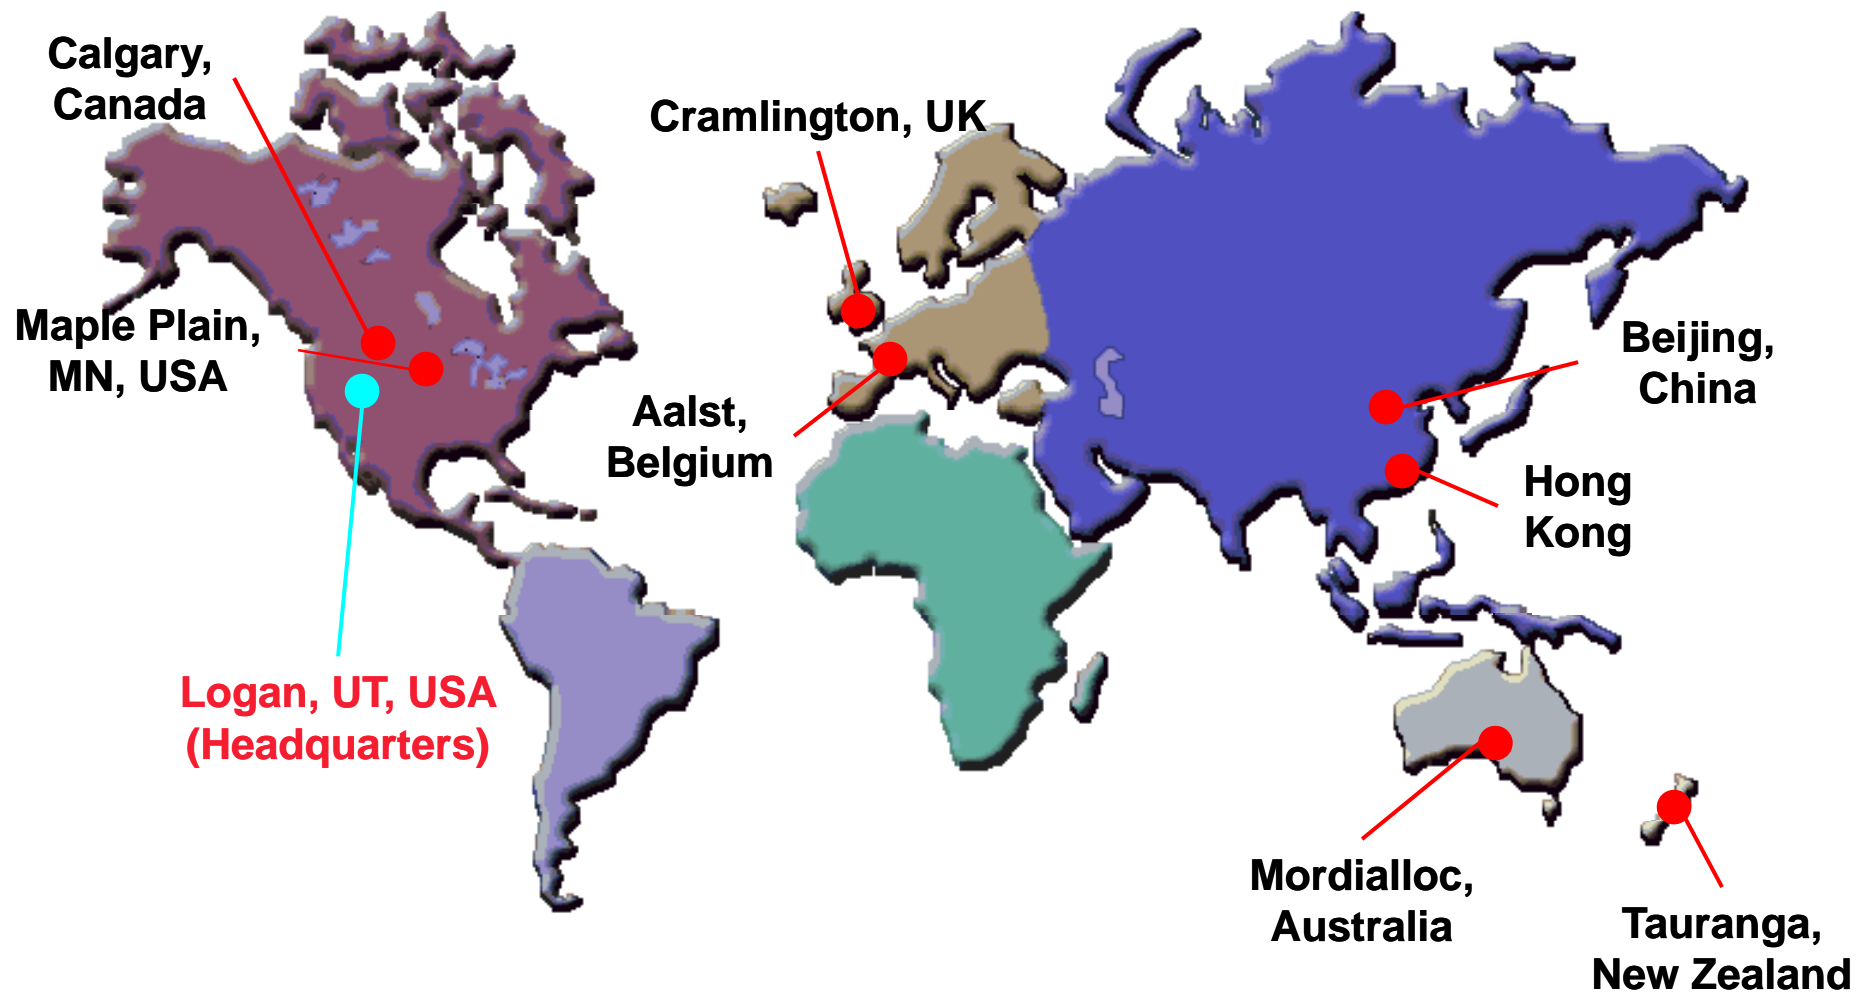 Calgary,
Canada
Cramlington, UK
Maple Plain,
MN, USA
Beijing,
China
Aalst,
Belgium
Hong
Kong
Logan, UT, USA
(Headquarters)
Mordialloc,
Australia
Tauranga,
New Zealand